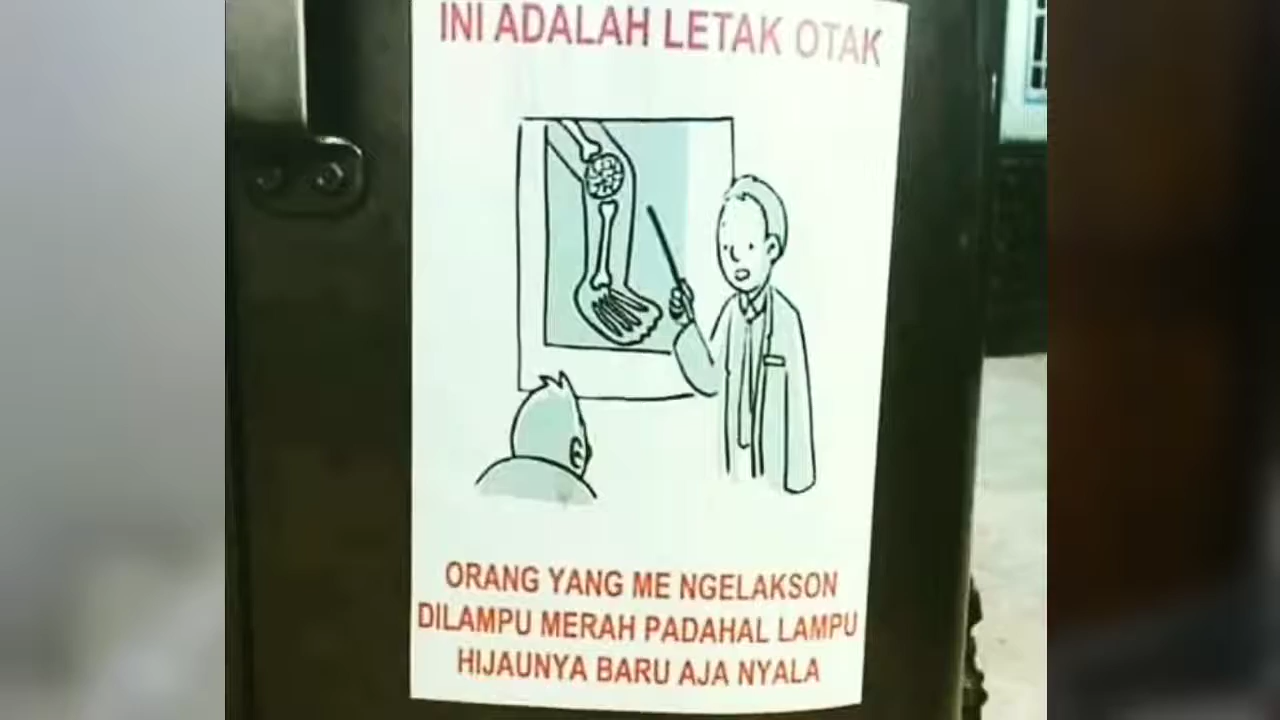 INI ADALAH LETAK OTAK
ORANG YANG ME NGELAKSON
DILAMPU MERAH PADAHAL LAMPU
HIJAUNYA BARU AJA NYALA